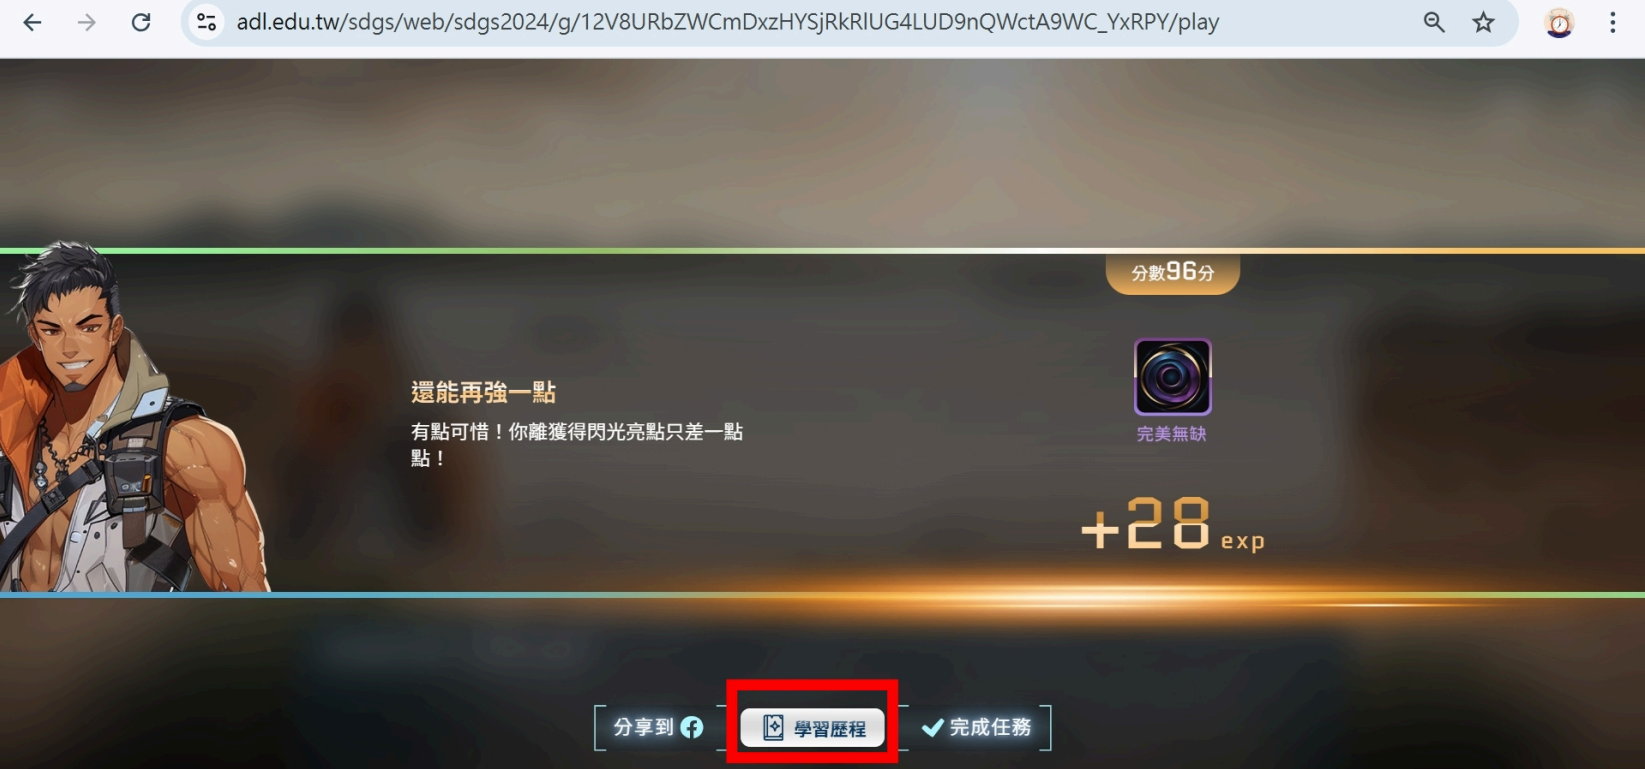 adl.edu.tw/sdgs/web/sdgs2024/g/12V8URbZWCmDxzHYSjRkRlUG4LUD9nQWctA9WC_YxRPY/play
分數96分
還能再強一點
有點可惜！你離獲得閃光亮點只差一點
點！
完美無缺
+28 exp
分享到
學習歷程
完成任務